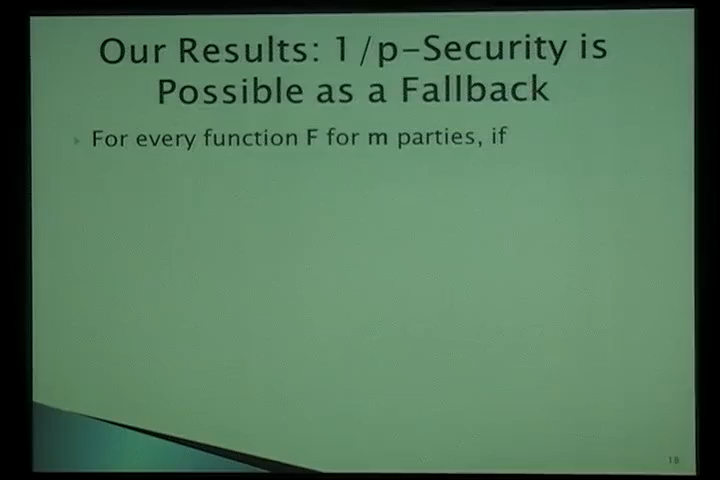 Our Results: 1/p-Security is
Possible as a Fallback
For every function F for m parties, if
18